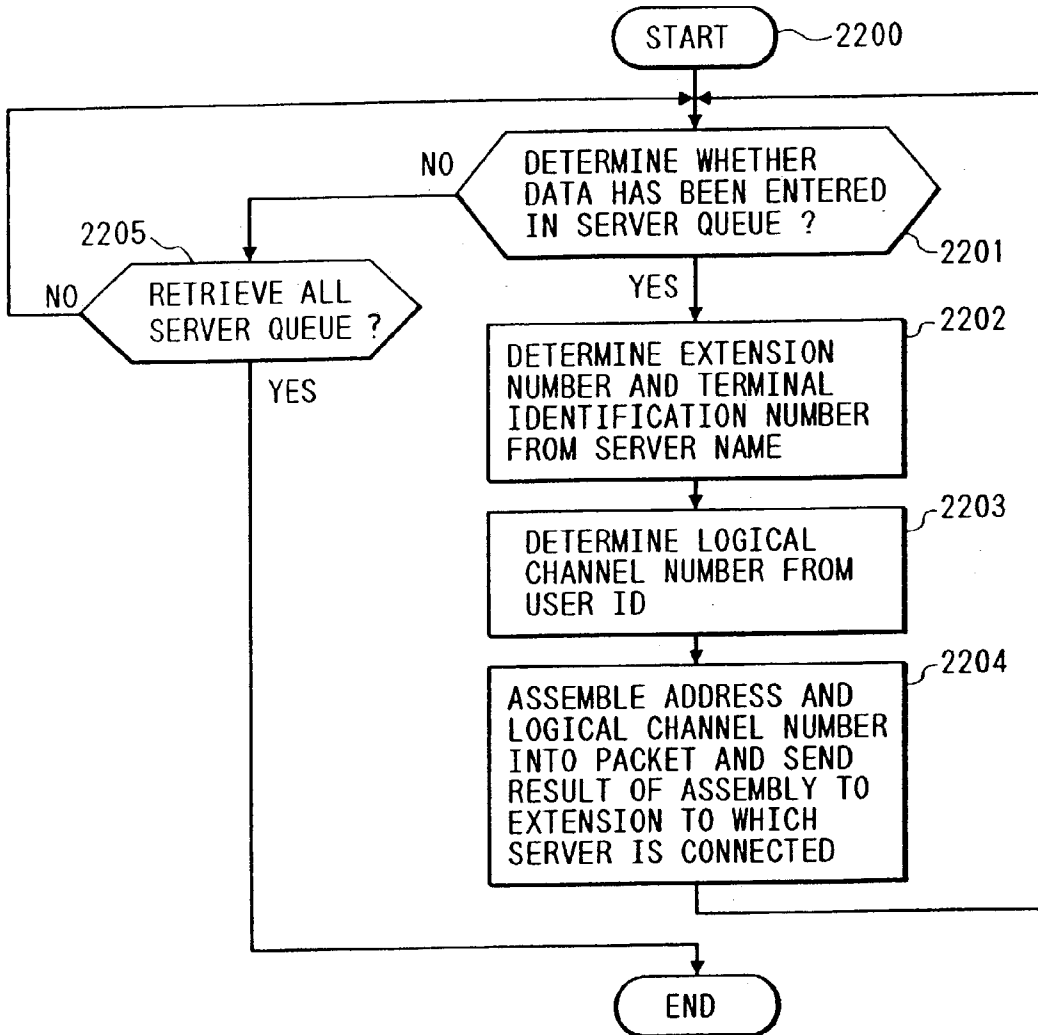 START
2200
NO
DETERMINE WHETHER
DATA HAS BEEN ENTERED
IN SERVER QUEUE ?
2201
2205
NO
RETRIEVE ALL
SERVER QUEUE ?
YES
YES
2202
DETERMINE EXTENSION
NUMBER AND TERMINAL
IDENTIFICATION NUMBER
FROM SERVER NAME
2203
DETERMINE LOGICAL
CHANNEL NUMBER FROM
USER ID
2204
ASSEMBLE ADDRESS AND
LOGICAL CHANNEL NUMBER
INTO PACKET AND SEND
RESULT OF ASSEMBLY TO
EXTENSION TO WHICH
SERVER IS CONNECTED
END